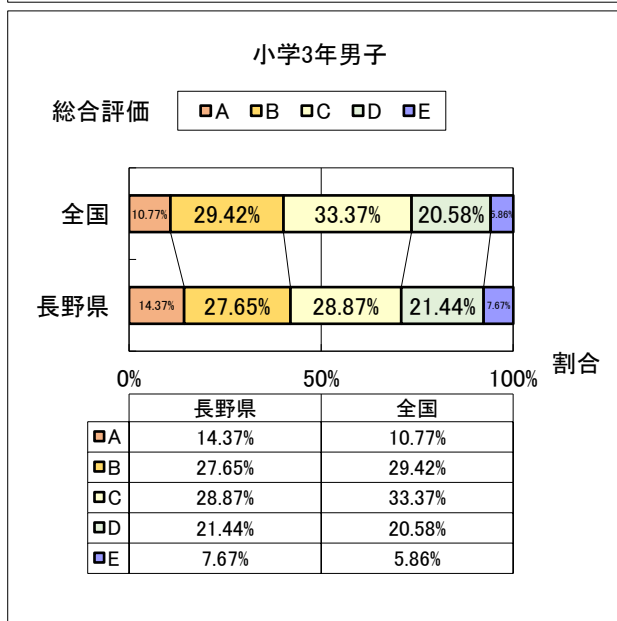 小学3年男子
総合評価 A B C D E
全国 10.77% 29.42% 33.37% 20.58% 5.86%
長野県 14.37% 27.65% 28.87% 21.44% 7.67%
割合
0% 50% 100%
長野県 全国
A 14.37% 10.77%
B 27.65% 29.42%
C 28.87% 33.37%
D 21.44% 20.58%
E 7.67% 5.86%